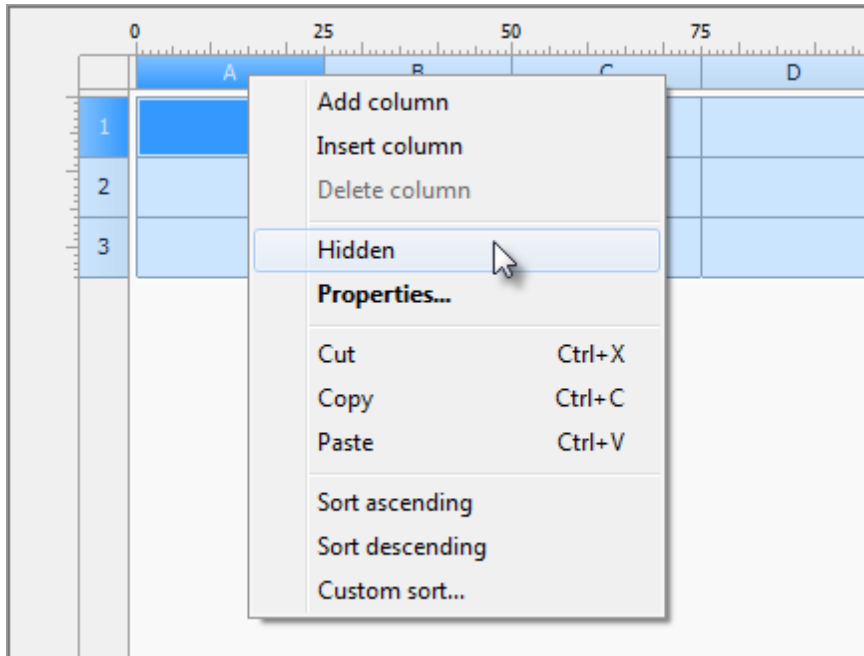 0 25 50 75
A B C D
1
2
3
Add column
Insert column
Delete column
Hidden
Properties...
Cut Ctrl+X
Copy Ctrl+C
Paste Ctrl+V
Sort ascending
Sort descending
Custom sort...